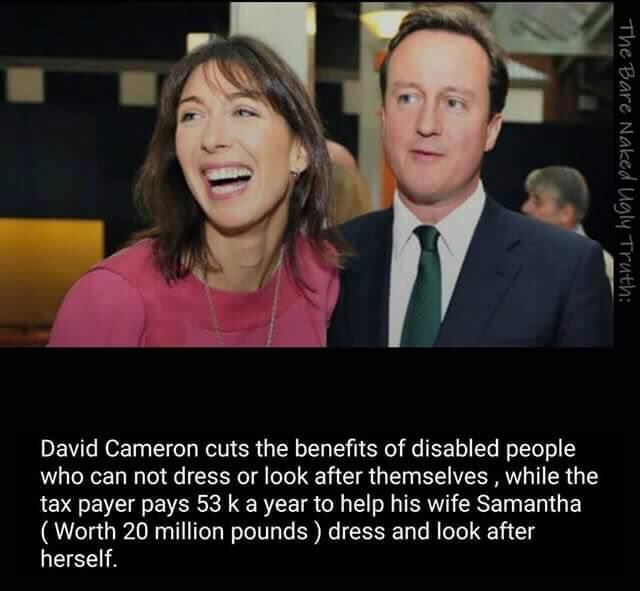 The Bare Naked Ugly Truth:
David Cameron cuts the benefits of disabled people
who can not dress or look after themselves , while the
tax payer pays 53 k a year to help his wife Samantha
( Worth 20 million pounds ) dress and look after
herself.